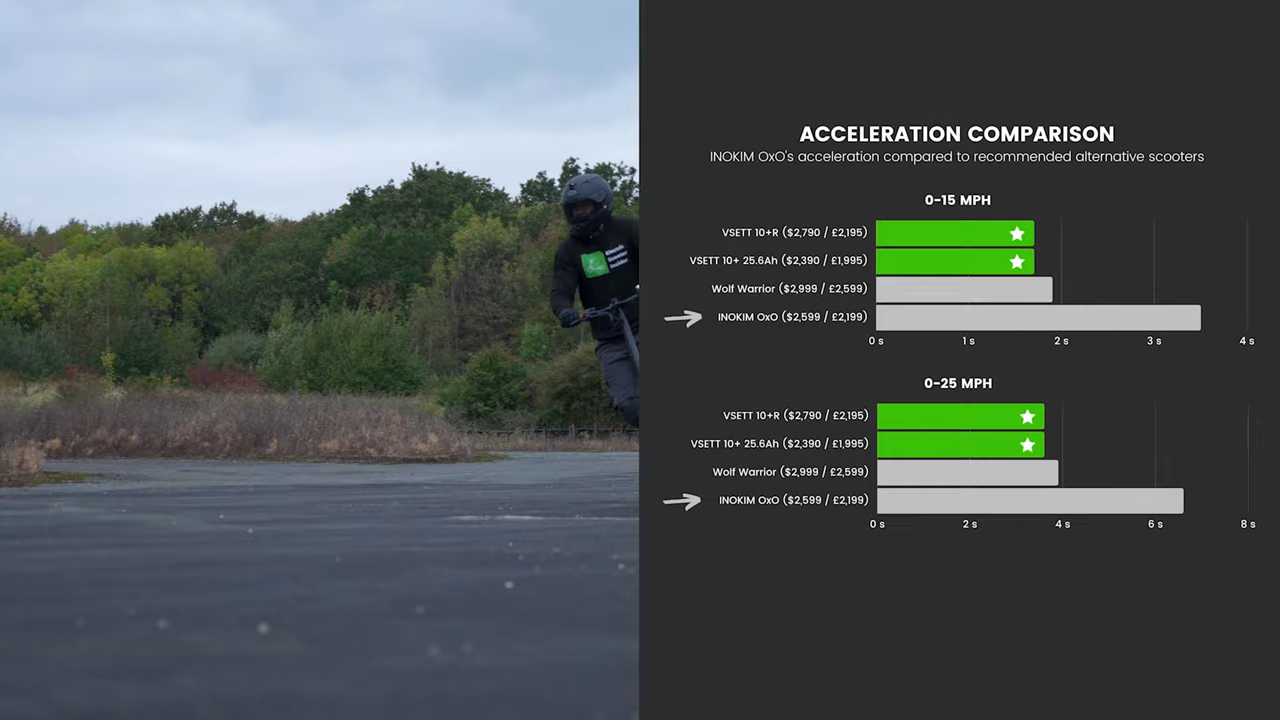 Electric
Scooter
Insider
ACCELERATION COMPARISON
INOKIM OxO's acceleration compared to recommended alternative scooters
0-15 MPH
VSETT 10+R ($2,790 / £2,195)
VSETT 10+ 25.6Ah ($2,390 / £1,995)
Wolf Warrior ($2,999 / £2,599)
INOKIM OxO ($2,599 / £2,199)
0 s 1 s 2 s 3 s 4 s
0-25 MPH
VSETT 10+R ($2,790 / £2,195)
VSETT 10+ 25.6Ah ($2,390 / £1,995)
Wolf Warrior ($2,999 / £2,599)
INOKIM OxO ($2,599 / £2,199)
0 s 2 s 4 s 6 s 8 s